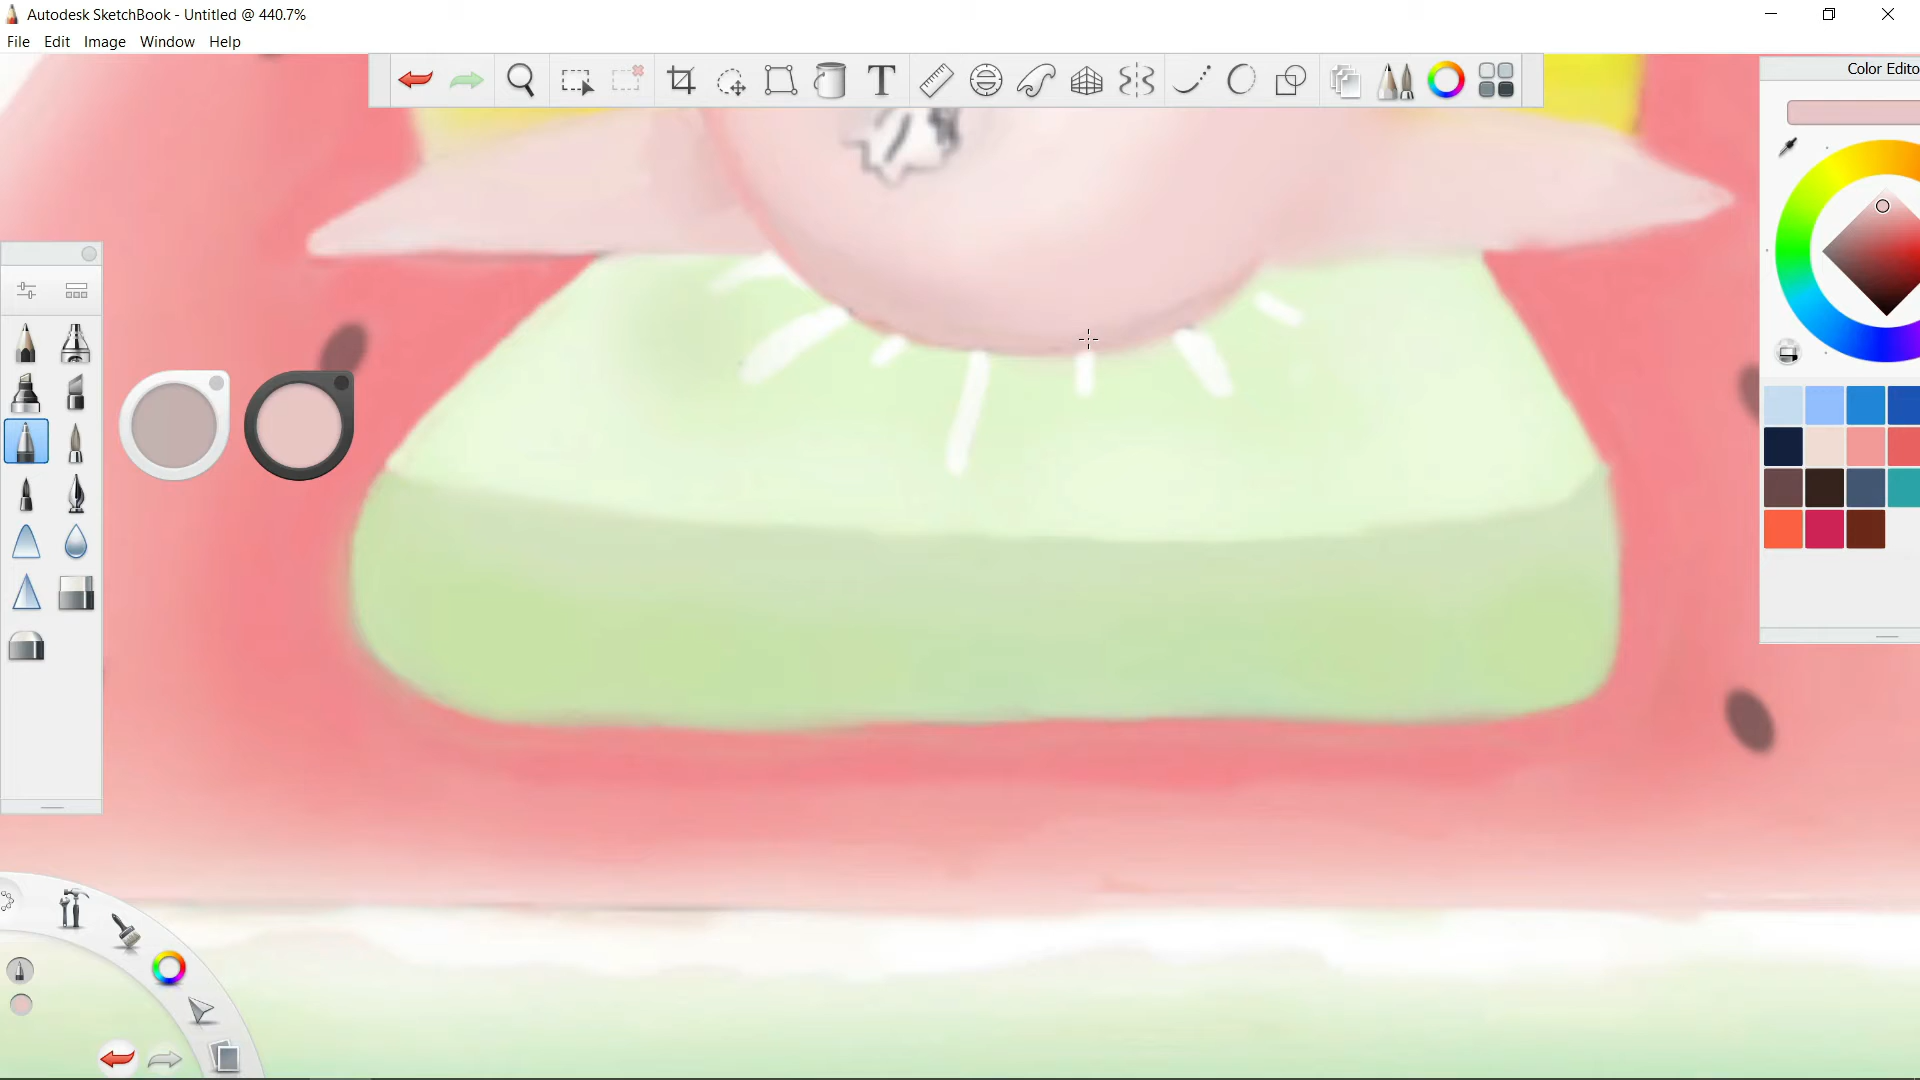 Autodesk SketchBook - Untitled @ 440.7%
File Edit Image Window Help
T
Color Edito